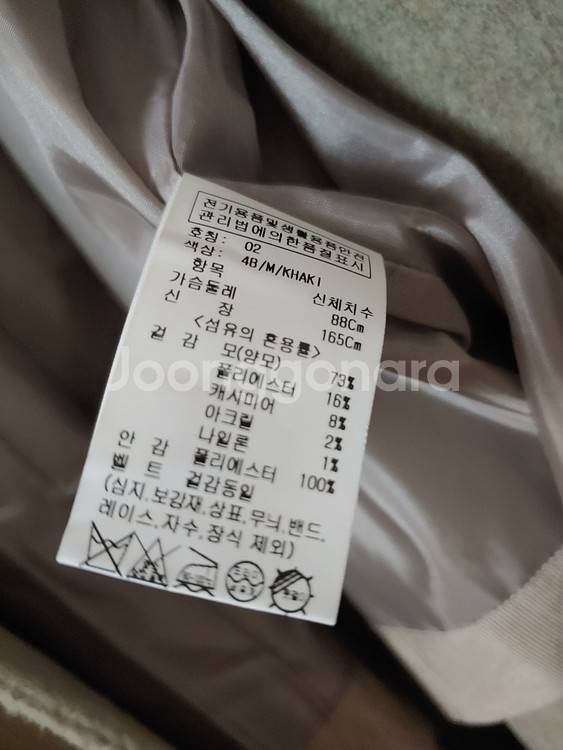 전기용품및생활용품안전
관리법에의한품질표시
호칭: 02
색상: 4B/M/KHAKI
항목 신체치수
가슴둘레 88Cm
신 장 165Cm
<섬유의 혼용률>
겉 감 모(양모) 73%
폴리에스터 16%
캐시미어 8%
아크릴 2%
나일론 1%
안 감 폴리에스터 100%
벨 트 겉감동일
(심지,보강재,상표,무늬,밴드,
레이스,자수,장식 제외)
Joonggonara